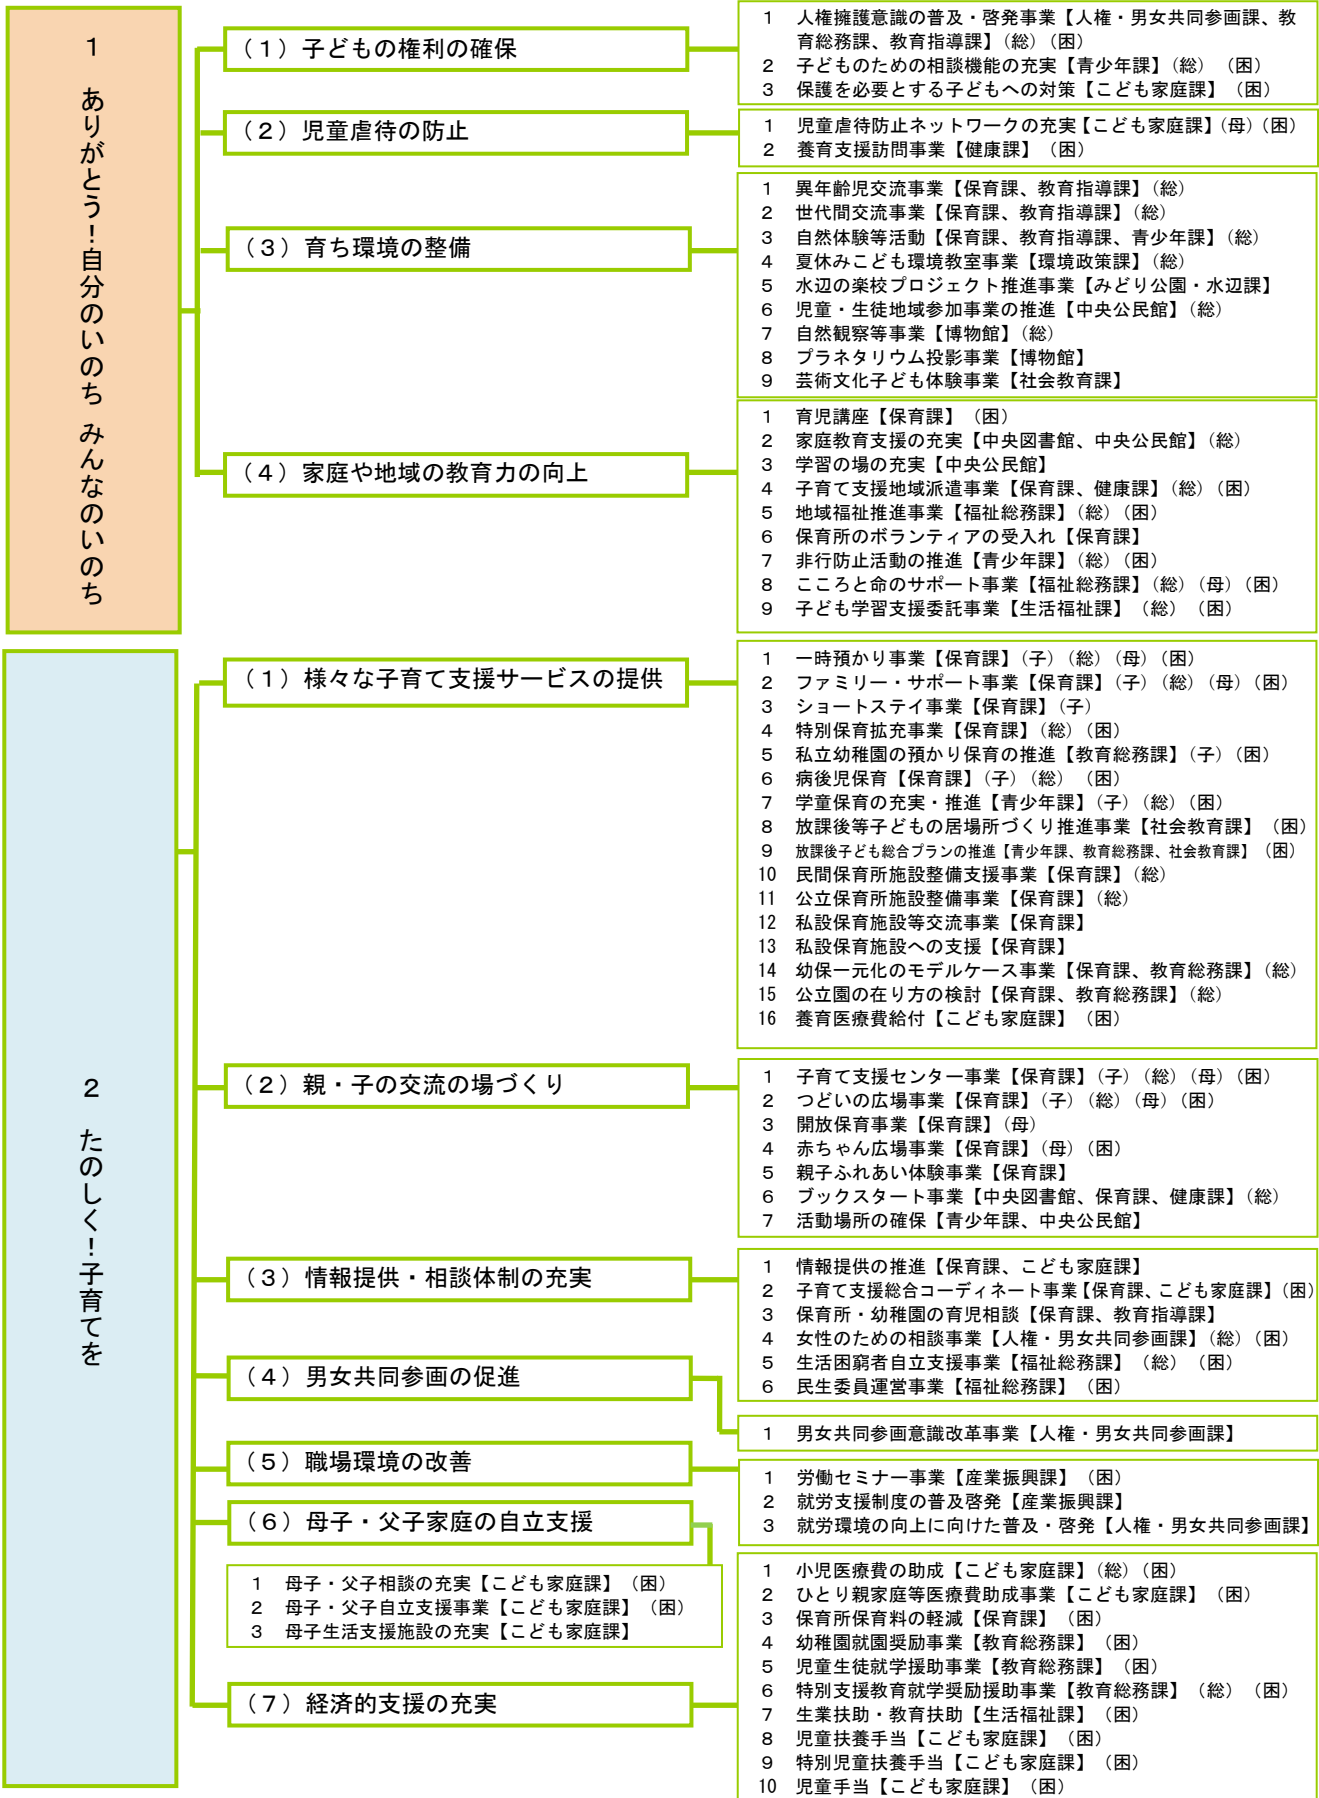 １　ありがとう！自分のいのち　みんなのいのち
（１）子どもの権利の確保
1　人権擁護意識の普及・啓発事業【人権・男女共同参画課、教
育総務課、教育指導課】（総）（困）
2　子どものための相談機能の充実【青少年課】（総）（困）
3　保護を必要とする子どもへの対策【こども家庭課】（困）
（２）児童虐待の防止
1　児童虐待防止ネットワークの充実【こども家庭課】（母）（困）
2　養育支援訪問事業【健康課】（困）
（３）育ち環境の整備
1　異年齢児交流事業【保育課、教育指導課】（総）
2　世代間交流事業【保育課、教育指導課】（総）
3　自然体験等活動【保育課、教育指導課、青少年課】（総）
4　夏休みこども環境教室事業【環境政策課】（総）
5　水辺の楽校プロジェクト推進事業【みどり公園・水辺課】
6　児童・生徒地域参加事業の推進【中央公民館】（総）
7　自然観察等事業【博物館】（総）
8　プラネタリウム投影事業【博物館】
9　芸術文化子ども体験事業【社会教育課】
（４）家庭や地域の教育力の向上
1　育児講座【保育課】（困）
2　家庭教育支援の充実【中央図書館、中央公民館】（総）
3　学習の場の充実【中央公民館】
4　子育て支援地域派遣事業【保育課、健康課】（総）（困）
5　地域福祉推進事業【福祉総務課】（総）（困）
6　保育所のボランティアの受入れ【保育課】
7　非行防止活動の推進【青少年課】（総）（困）
8　こころと命のサポート事業【福祉総務課】（総）（母）（困）
9　子ども学習支援委託事業【生活福祉課】（総）（困）
２　たのしく！子育てを
（１）様々な子育て支援サービスの提供
1　一時預かり事業【保育課】（子）（総）（母）（困）
2　ファミリー・サポート事業【保育課】（子）（総）（母）（困）
3　ショートステイ事業【保育課】（子）
4　特別保育拡充事業【保育課】（総）（困）
5　私立幼稚園の預かり保育の推進【教育総務課】（子）（困）
6　病後児保育【保育課】（子）（総）（困）
7　学童保育の充実・推進【青少年課】（子）（総）（困）
8　放課後等子どもの居場所づくり推進事業【社会教育課】（困）
9　放課後子ども総合プランの推進【青少年課、教育総務課、社会教育課】（困）
10　民間保育所施設整備支援事業【保育課】（総）
11　公立保育所施設整備事業【保育課】（総）
12　私設保育施設等交流事業【保育課】
13　私設保育施設への支援【保育課】
14　幼保一元化のモデルケース事業【保育課、教育総務課】（総）
15　公立園の在り方の検討【保育課、教育総務課】（総）
16　養育医療費給付【こども家庭課】（困）
（２）親・子の交流の場づくり
1　子育て支援センター事業【保育課】（子）（総）（母）（困）
2　つどいの広場事業【保育課】（子）（総）（母）（困）
3　開放保育事業【保育課】（母）
4　赤ちゃん広場事業【保育課】（母）（困）
5　親子ふれあい体験事業【保育課】
6　ブックスタート事業【中央図書館、保育課、健康課】（総）
7　活動場所の確保【青少年課、中央公民館】
（３）情報提供・相談体制の充実
1　情報提供の推進【保育課、こども家庭課】
2　子育て支援総合コーディネート事業【保育課、こども家庭課】（困）
3　保育所・幼稚園の育児相談【保育課、教育指導課】
4　女性のための相談事業【人権・男女共同参画課】（総）（困）
5　生活困窮者自立支援事業【福祉総務課】（総）（困）
6　民生委員運営事業【福祉総務課】（困）
（４）男女共同参画の促進
1　男女共同参画意識改革事業【人権・男女共同参画課】
（５）職場環境の改善
1　労働セミナー事業【産業振興課】（困）
2　就労支援制度の普及啓発【産業振興課】
3　就労環境の向上に向けた普及・啓発【人権・男女共同参画課】
（６）母子・父子家庭の自立支援
1　母子・父子相談の充実【こども家庭課】（困）
2　母子・父子自立支援事業【こども家庭課】（困）
3　母子生活支援施設の充実【こども家庭課】
（７）経済的支援の充実
1　小児医療費の助成【こども家庭課】（総）（困）
2　ひとり親家庭等医療費助成事業【こども家庭課】（困）
3　保育所保育料の軽減【保育課】（困）
4　幼稚園就園奨励事業【教育総務課】（困）
5　児童生徒就学援助事業【教育総務課】（困）
6　特別支援教育就学奨励援助事業【教育総務課】（総）（困）
7　生業扶助・教育扶助【生活福祉課】（困）
8　児童扶養手当【こども家庭課】（困）
9　特別児童扶養手当【こども家庭課】（困）
10　児童手当【こども家庭課】（困）